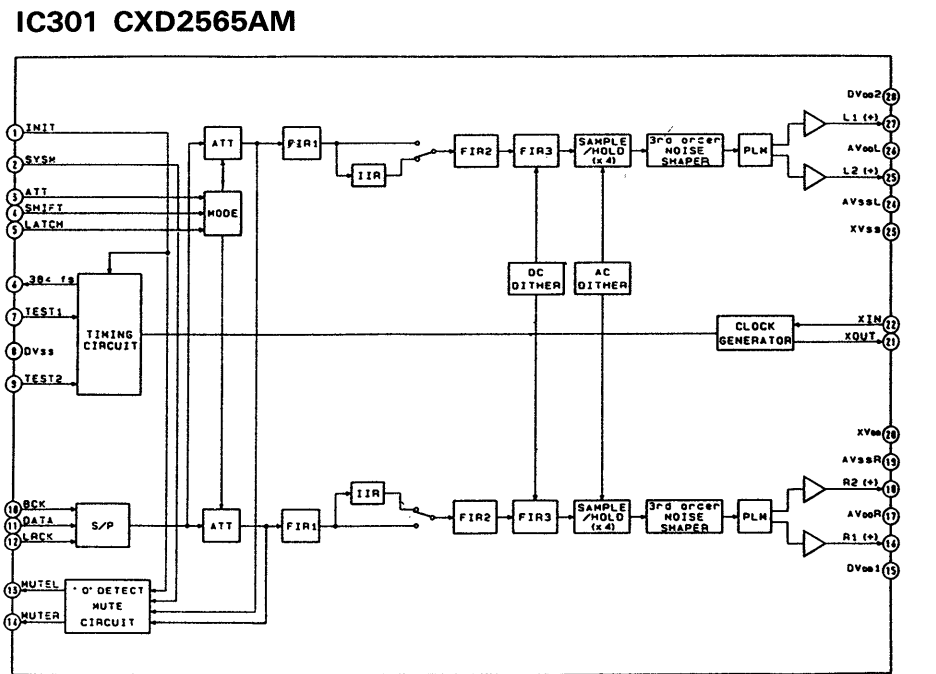 IC301 CXD2565AM
1 INIT
2 SYSM
3 ATT
4 SHIFT
5 LATCH
6 384 fs
7 TEST1
8 DVss
9 TEST2
10 BCK
11 DATA
12 LRCK
13 MUTEL
14 MUTER
ATT
MODE
TIMING
CIRCUIT
S/P
ATT
"O" DETECT
MUTE
CIRCUIT
FIR1
IIR
FIR2
FIR3
SAMPLE
/HOLD
(x 4)
3rd order
NOISE
SHAPER
PLM
DC
DITHER
AC
DITHER
CLOCK
GENERATOR
FIR1
IIR
FIR2
FIR3
SAMPLE
/HOLD
(x 4)
3rd order
NOISE
SHAPER
PLM
DVDD2 28
L1 (+) 27
AVDDL 26
L2 (+) 25
AVssL 24
XVss 23
XIN 22
XOUT 21
XVDD 20
AVssR 19
R2 (+) 18
AVDDR 17
R1 (+) 16
DVDD1 15